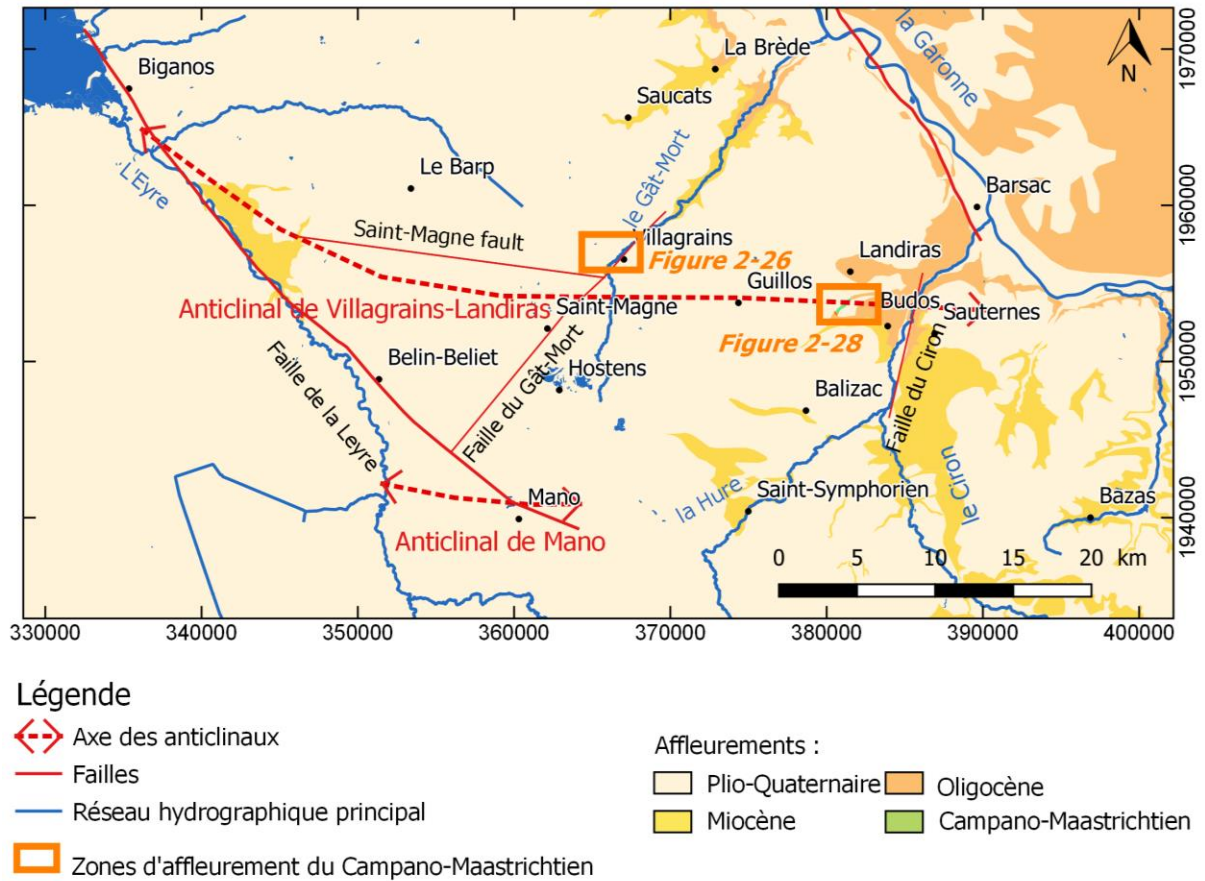 La Brède
la Garonne
1970000
N
Biganos
Saucats
le Gât-Mort
L'Eyre
Le Barp
Barsac
1960000
Saint-Magne fault
Villagrains
Figure 2-26
Landiras
Guillos
Anticlinal de Villagrains-Landiras
Saint-Magne
Budos
Sauternes
Figure 2-28
1950000
Belin-Beliet
Faille de la Leyre
Faille du Gât-Mort
Hostens
Balizac
Faille du Ciron
Mano
la Hure
Saint-Symphorien
le Ciron
Bazas
1940000
Anticlinal de Mano
0 5 10 15 20 km
330000 340000 350000 360000 370000 380000 390000 400000
Légende
Axe des anticlinaux
Failles
Réseau hydrographique principal
Zones d'affleurement du Campano-Maastrichtien
Affleurements :
Plio-Quaternaire
Oligocène
Miocène
Campano-Maastrichtien